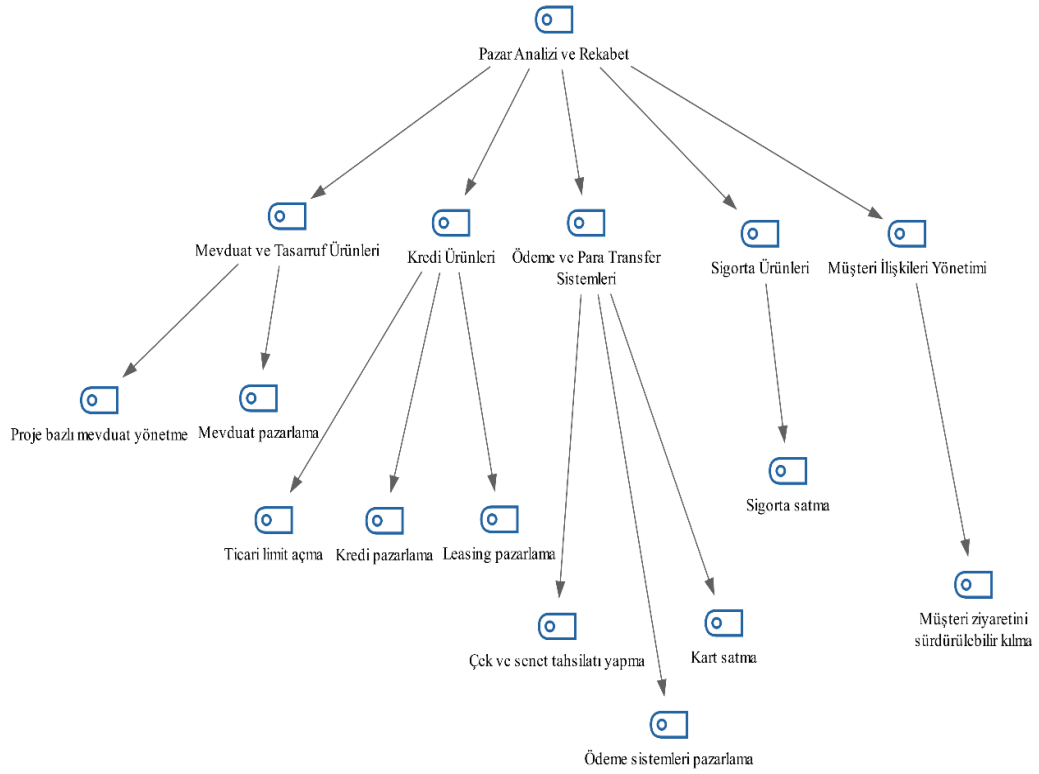 Pazar Analizi ve Rekabet
Mevduat ve Tasarruf Ürünleri
Kredi Ürünleri
Ödeme ve Para Transfer
Sistemleri
Sigorta Ürünleri
Müşteri İlişkileri Yönetimi
Proje bazlı mevduat yönetme
Mevduat pazarlama
Ticari limit açma
Kredi pazarlama
Leasing pazarlama
Sigorta satma
Çek ve senet tahsilatı yapma
Kart satma
Müşteri ziyaretini
sürdürülebilir kılma
Ödeme sistemleri pazarlama